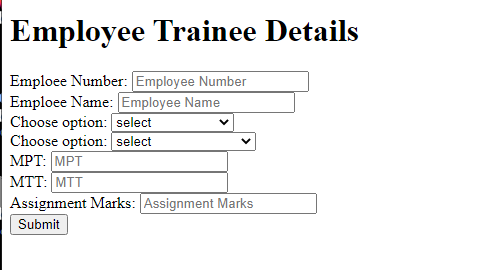 Employee Trainee Details
Emploee Number: Employee Number
Emploee Name: Employee Name
Choose option: select
Choose option: select
MPT: MPT
MTT: MTT
Assignment Marks: Assignment Marks
Submit